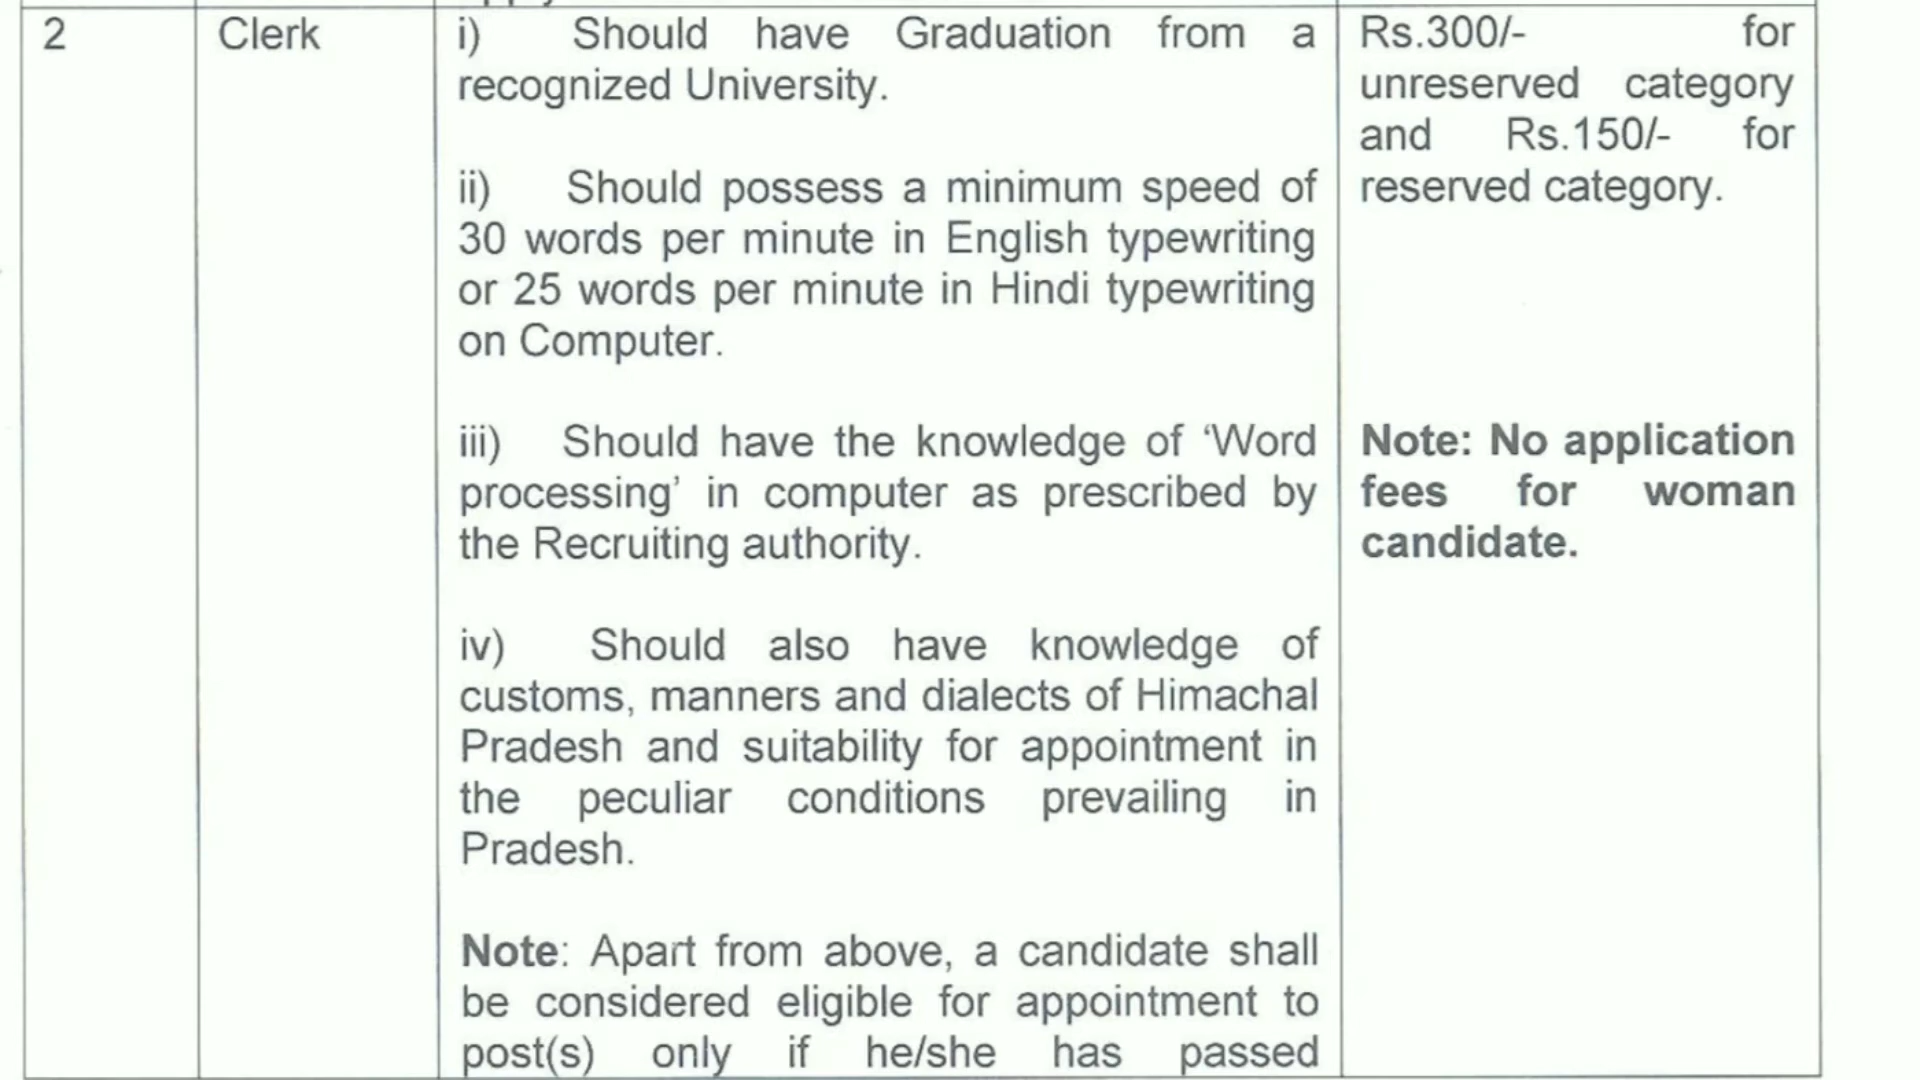 2
Clerk
i) Should have Graduation from a
recognized University.
ii) Should possess a minimum speed of
30 words per minute in English typewriting
or 25 words per minute in Hindi typewriting
on Computer.
iii) Should have the knowledge of ‘Word
processing’ in computer as prescribed by
the Recruiting authority.
iv) Should also have knowledge of
customs, manners and dialects of Himachal
Pradesh and suitability for appointment in
the peculiar conditions prevailing in
Pradesh.
Note: Apart from above, a candidate shall
be considered eligible for appointment to
post(s) only if he/she has passed
Rs.300/- for
unreserved category
and Rs.150/- for
reserved category.
Note: No application
fees for woman
candidate.